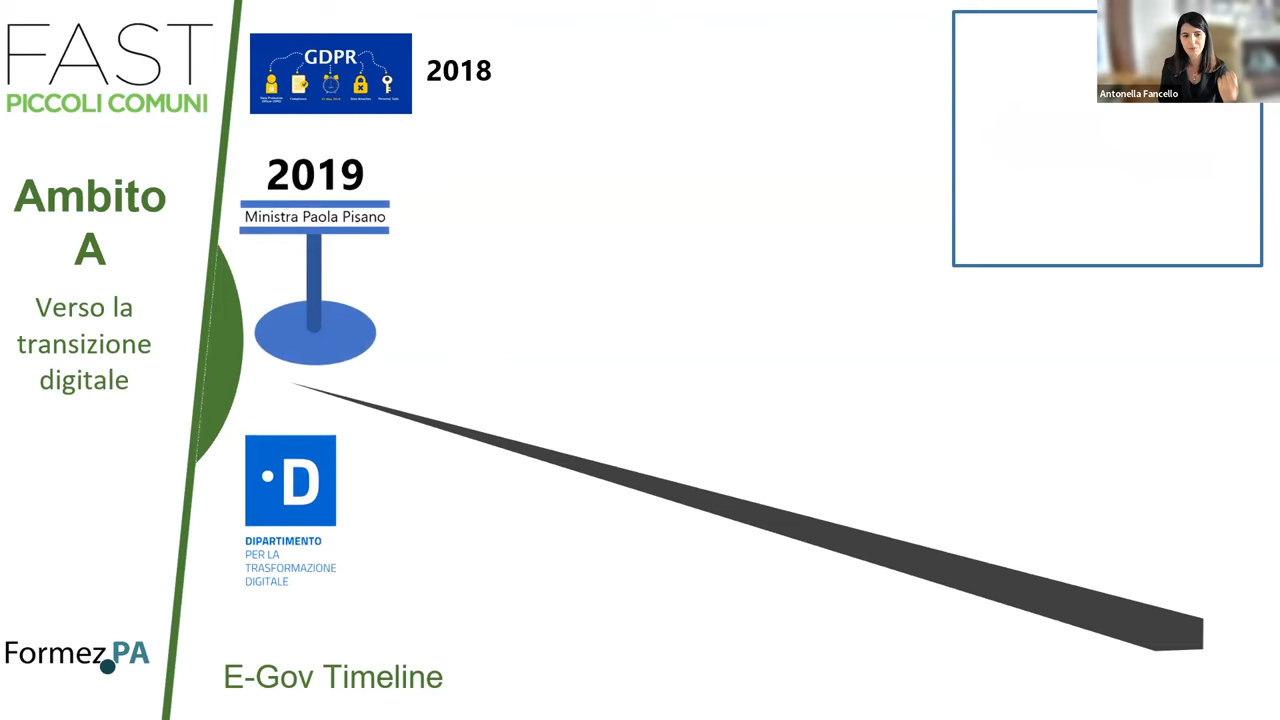 FAST
PICCOLI COMUNI
Ambito
A
Verso la
transizione
digitale
Formez PA
GDPR
2018
2019
Ministra Paola Pisano
D
DIPARTIMENTO
PER LA
TRASFORMAZIONE
DIGITALE
E-Gov Timeline
Antonella Fancello